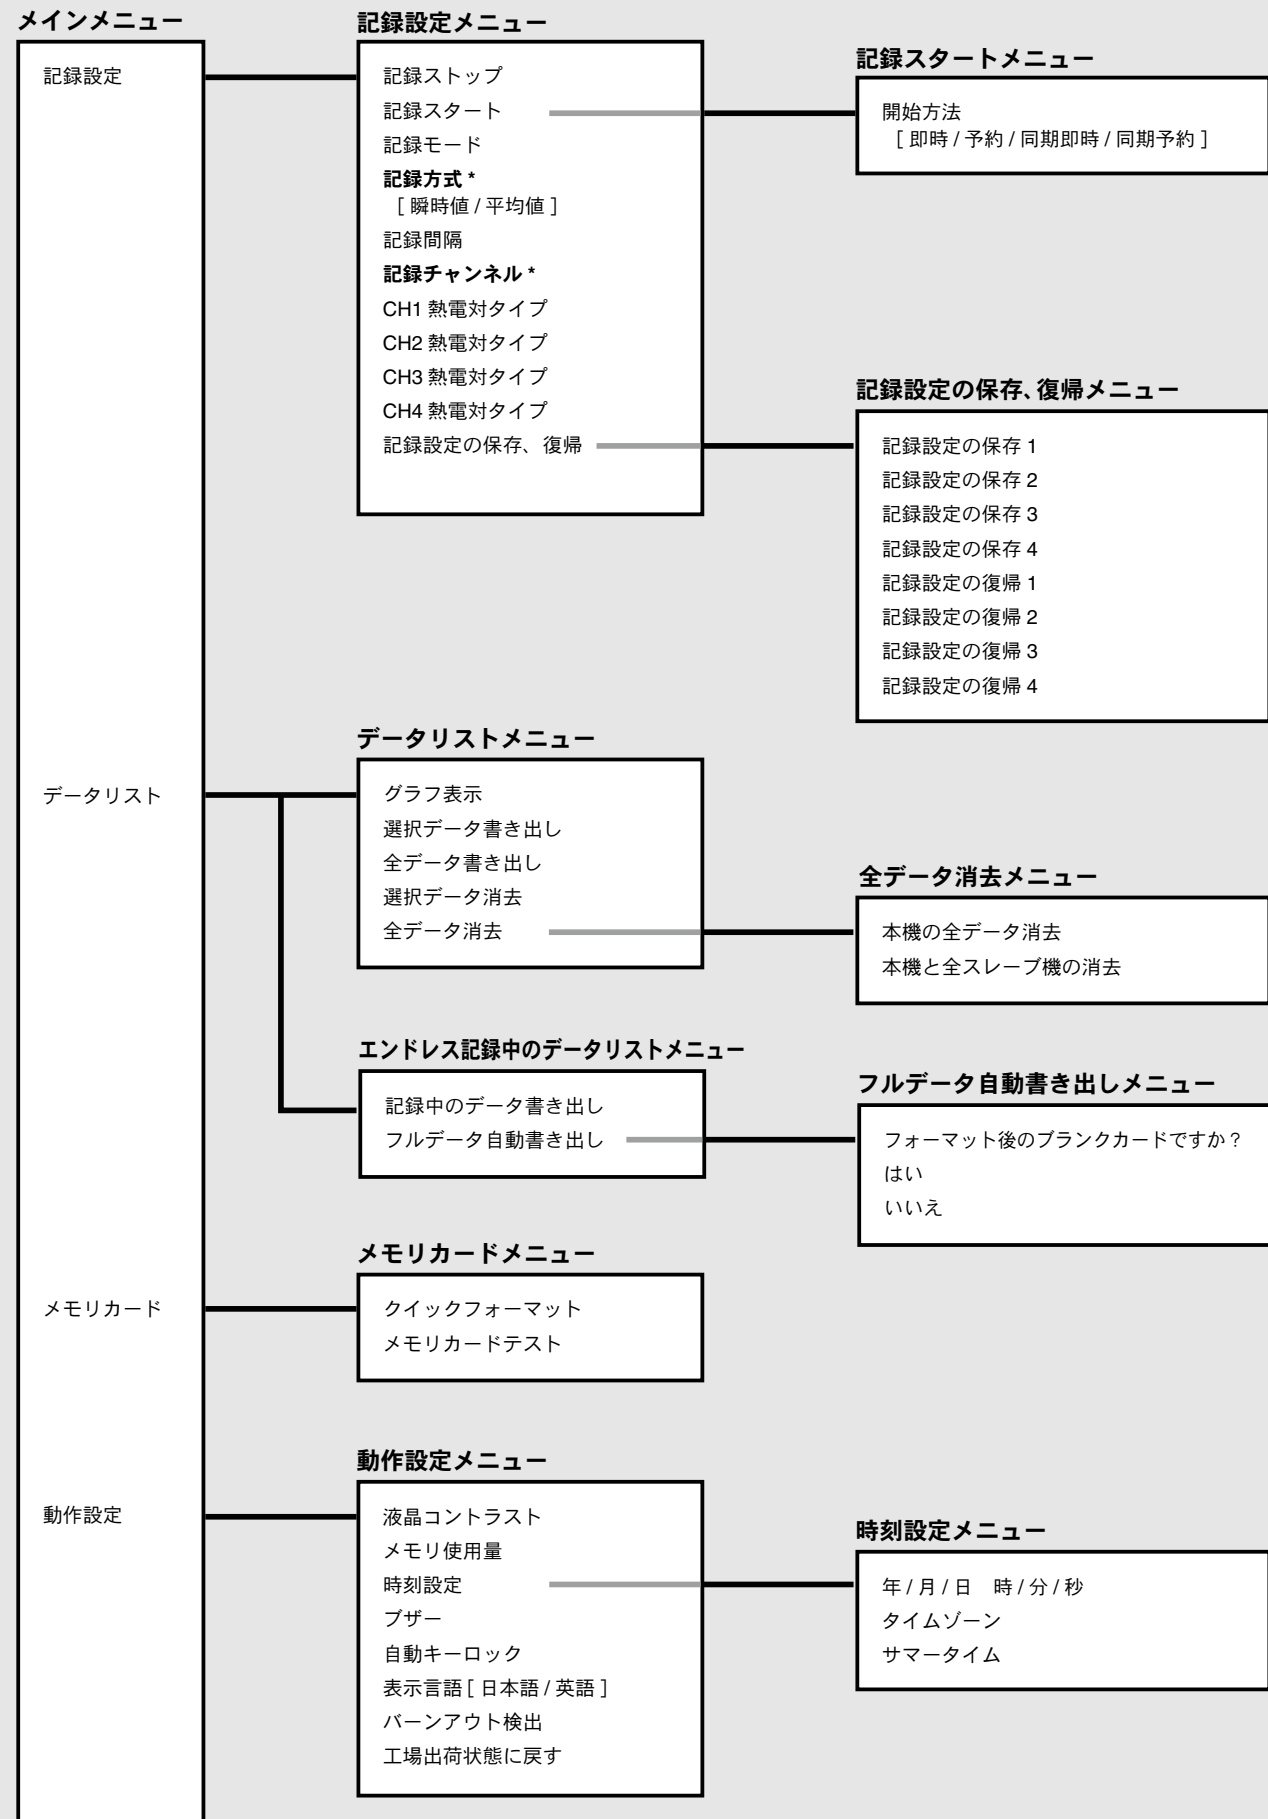 メインメニュー
記録設定
データリスト
メモリカード
動作設定
記録設定メニュー
記録ストップ
記録スタート
記録モード
記録方式 *
［ 瞬時値 / 平均値 ］
記録間隔
記録チャンネル *
CH1 熱電対タイプ
CH2 熱電対タイプ
CH3 熱電対タイプ
CH4 熱電対タイプ
記録設定の保存、復帰
記録スタートメニュー
開始方法
［ 即時 / 予約 / 同期即時 / 同期予約 ］
記録設定の保存、復帰メニュー
記録設定の保存 1
記録設定の保存 2
記録設定の保存 3
記録設定の保存 4
記録設定の復帰 1
記録設定の復帰 2
記録設定の復帰 3
記録設定の復帰 4
データリストメニュー
グラフ表示
選択データ書き出し
全データ書き出し
選択データ消去
全データ消去
全データ消去メニュー
本機の全データ消去
本機と全スレーブ機の消去
エンドレス記録中のデータリストメニュー
記録中のデータ書き出し
フルデータ自動書き出し
フルデータ自動書き出しメニュー
フォーマット後のブランクカードですか？
はい
いいえ
メモリカードメニュー
クイックフォーマット
メモリカードテスト
動作設定メニュー
液晶コントラスト
メモリ使用量
時刻設定
ブザー
自動キーロック
表示言語［ 日本語 / 英語 ］
バーンアウト検出
工場出荷状態に戻す
時刻設定メニュー
年 / 月 / 日　時 / 分 / 秒
タイムゾーン
サマータイム